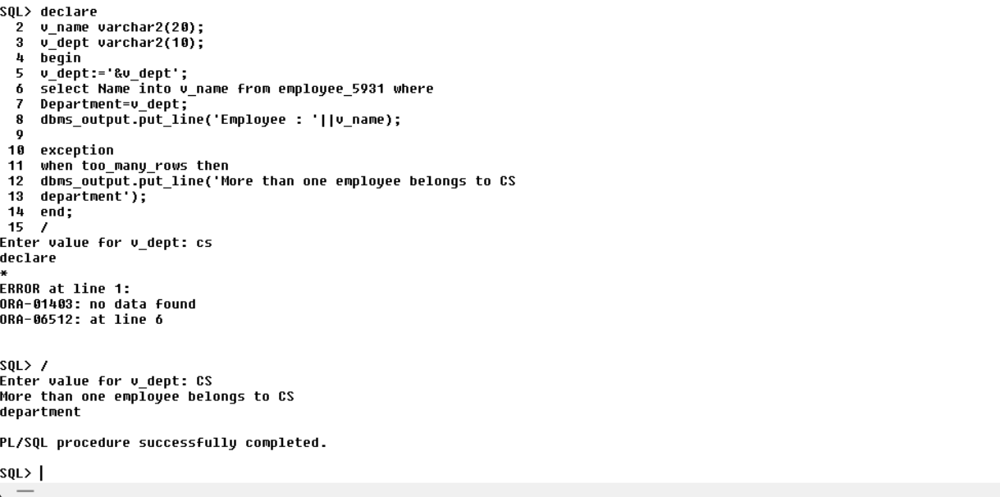 SQL> declare
2 v_name varchar2(20);
3 v_dept varchar2(10);
4 begin
5 v_dept:='&v_dept';
6 select Name into v_name from employee_5931 where
7 Department=v_dept;
8 dbms_output.put_line('Employee : '||v_name);
9
10 exception
11 when too_many_rows then
12 dbms_output.put_line('More than one employee belongs to CS
13 department');
14 end;
15 /
Enter value for v_dept: cs
declare
*
ERROR at line 1:
ORA-01403: no data found
ORA-06512: at line 6
SQL> /
Enter value for v_dept: CS
More than one employee belongs to CS
department
PL/SQL procedure successfully completed.
SQL>